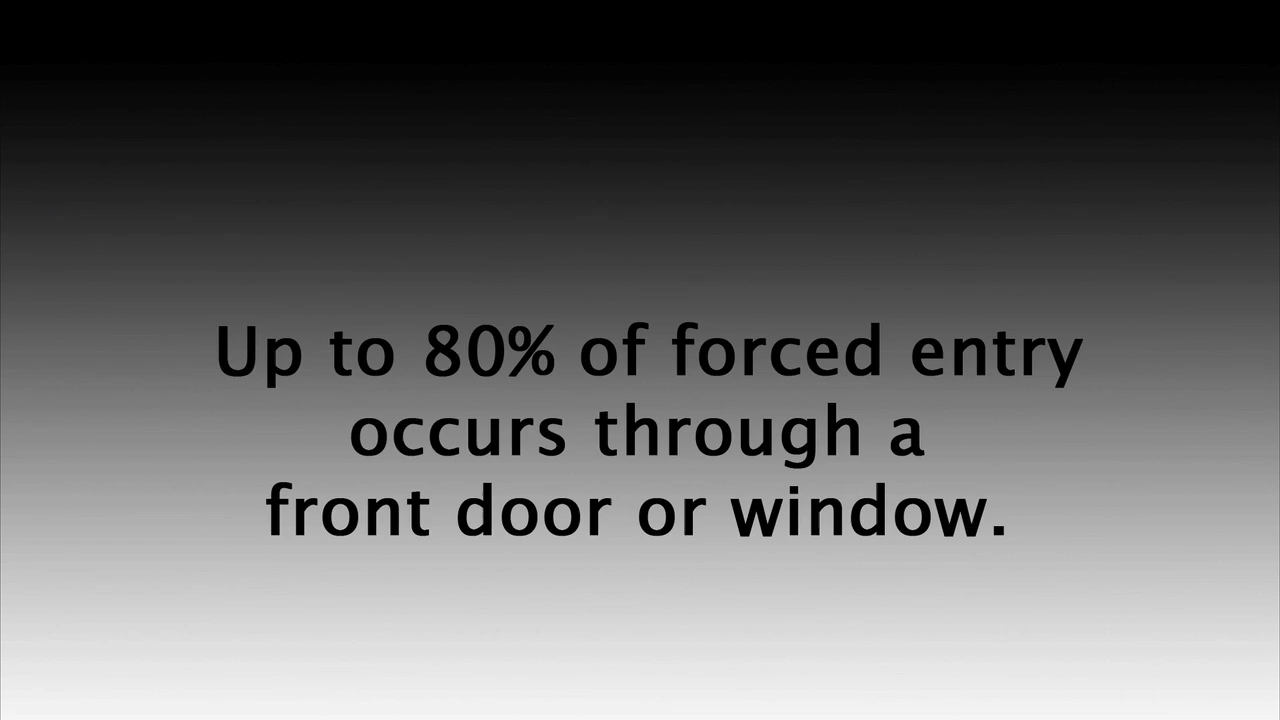 Up to 80% of forced entry
occurs through a
front door or window.